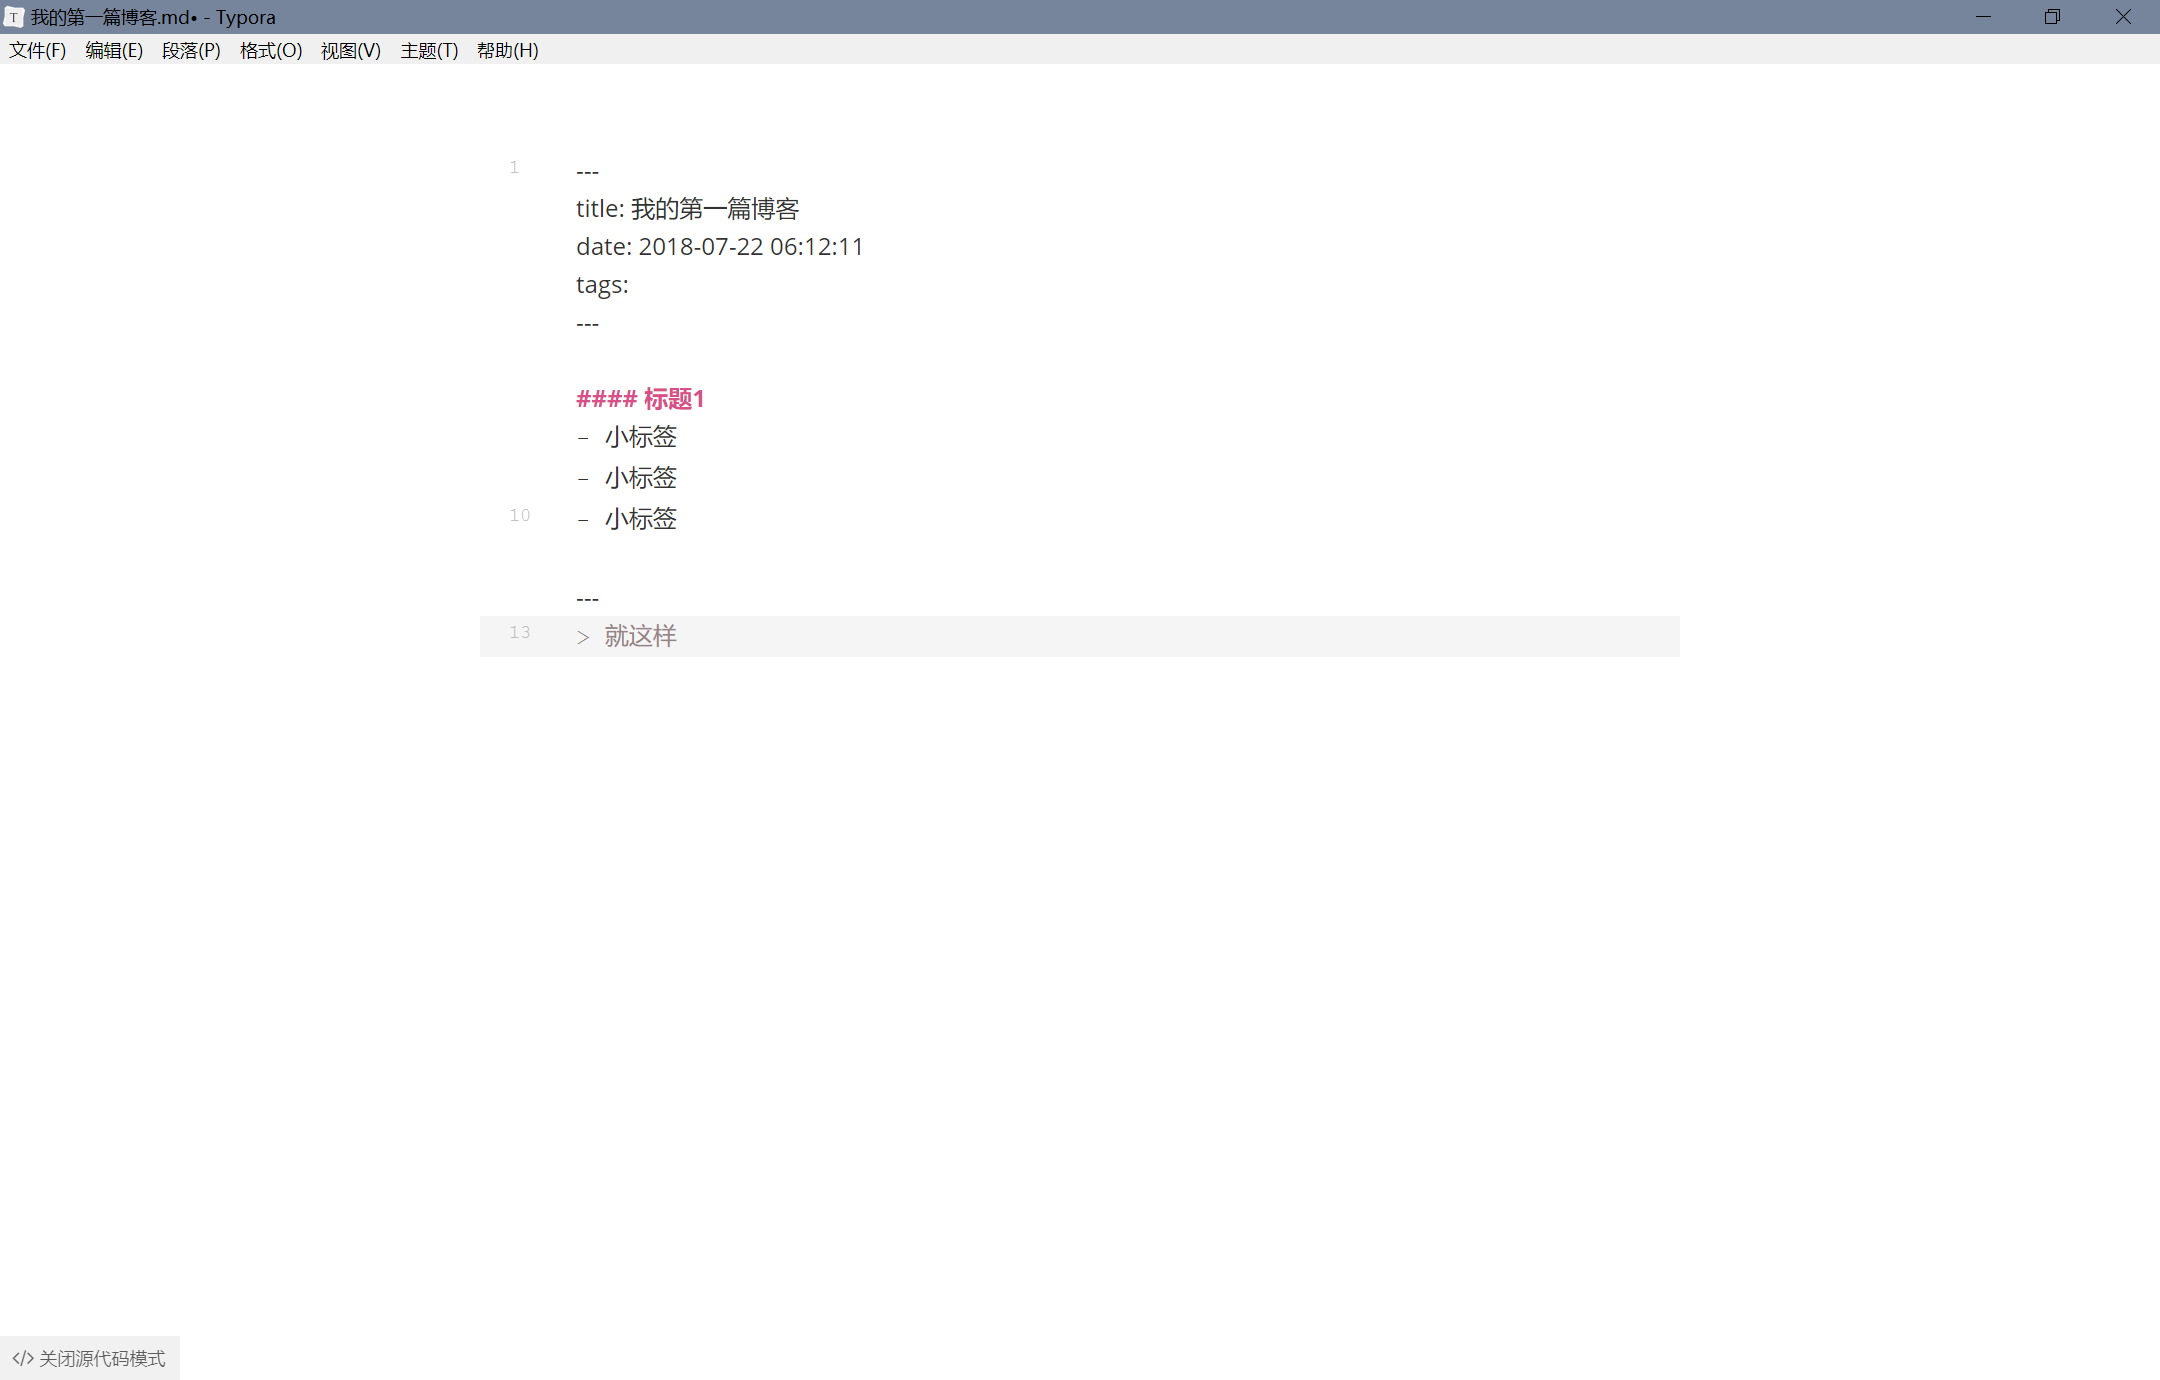 T 我的第一篇博客.md• - Typora
文件(F) 编辑(E) 段落(P) 格式(O) 视图(V) 主题(T) 帮助(H)
1 ---
title: 我的第一篇博客
date: 2018-07-22 06:12:11
tags:
---
#### 标题1
- 小标签
- 小标签
10 - 小标签
---
13 > 就这样
</> 关闭源代码模式